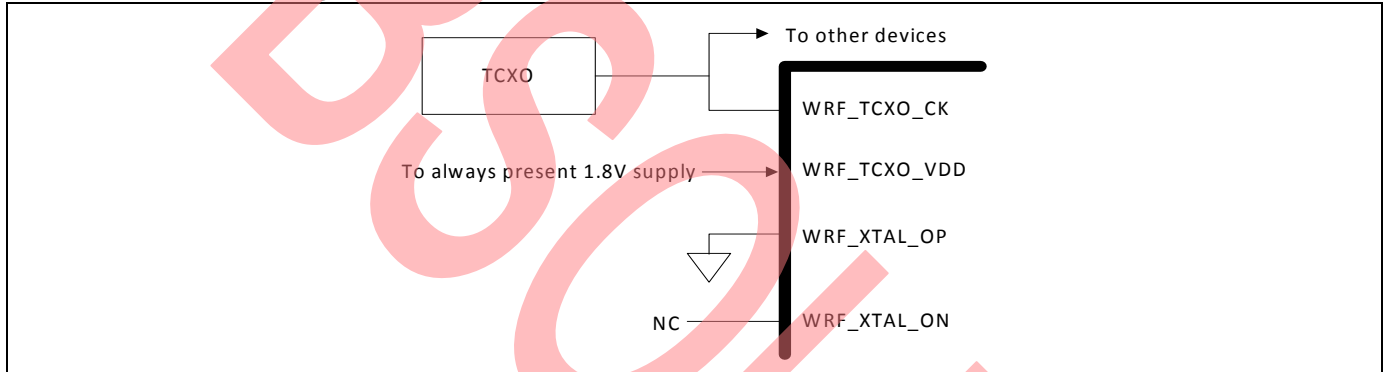 To other devices
TCXO
WRF_TCXO_CK
To always present 1.8V supply
WRF_TCXO_VDD
WRF_XTAL_OP
NC
WRF_XTAL_ON